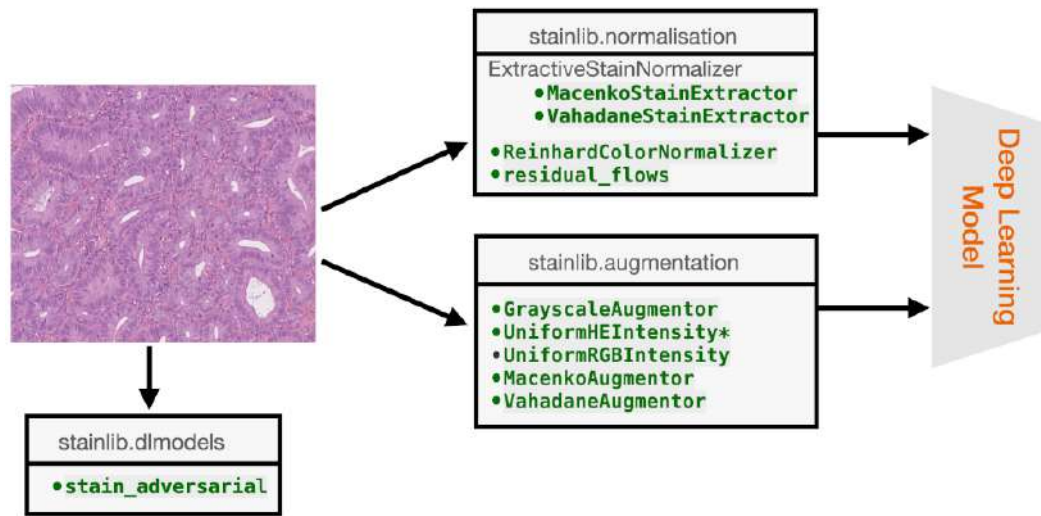 stainlib.normalisation
ExtractiveStainNormalizer
•MacenkoStainExtractor
•VahadaneStainExtractor
•ReinhardColorNormalizer
•residual_flows
stainlib.augmentation
•GrayscaleAugmentor
•UniformHEIntensity*
•UniformRGBIntensity
•MacenkoAugmentor
•VahadaneAugmentor
stainlib.dlmodels
•stain_adversarial
Deep Learning
Model